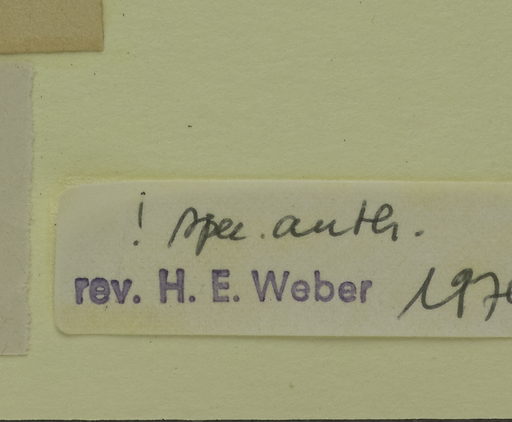 ! spec. auth.
rev. H. E. Weber